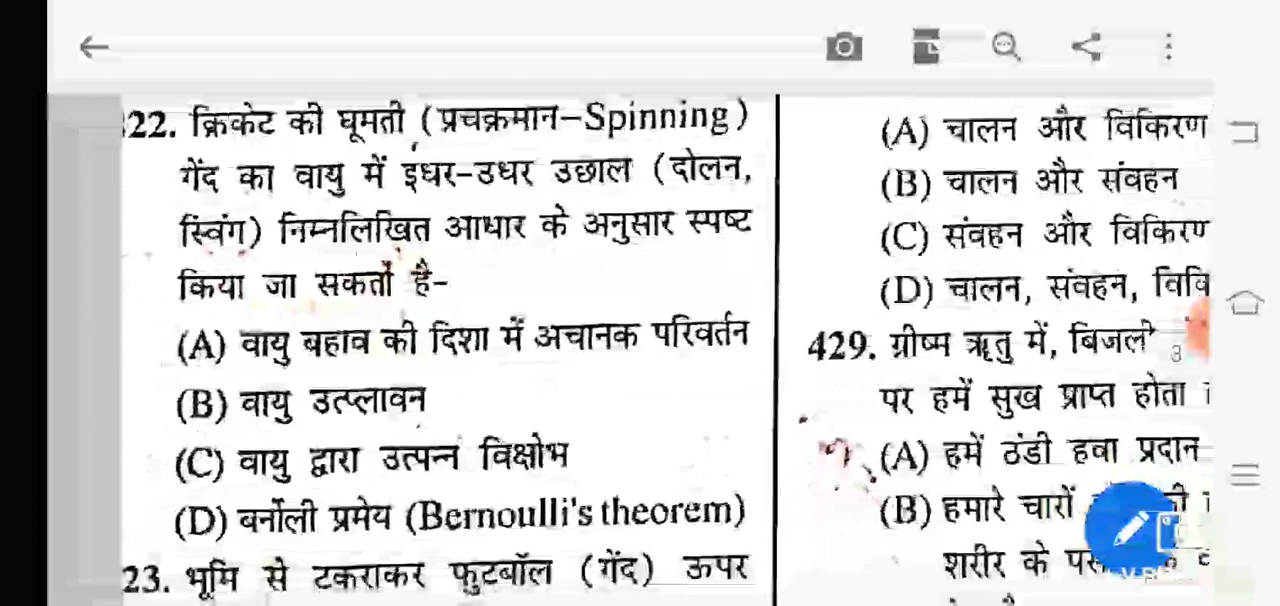 22. क्रिकेट की घूमती (प्रचक्रमान-Spinning)
गेंद का वायु में इधर-उधर उछाल (दोलन,
स्विंग) निम्नलिखित आधार के अनुसार स्पष्ट
किया जा सकता है-
(A) वायु बहाव की दिशा में अचानक परिवर्तन
(B) वायु उत्प्लावन
(C) वायु द्वारा उत्पन्न विक्षोभ
(D) बर्नोली प्रमेय (Bernoulli's theorem)
23. भूमि से टकराकर फुटबॉल (गेंद) ऊपर
(A) चालन और विकिरण
(B) चालन और संवहन
(C) संवहन और विकिरण
(D) चालन, संवहन,
429. ग्रीष्म ऋतु में,
पर हमें सुख प्राप्त होता
(A) हमें ठंडी हवा प्रदान
(B) हमारे चारों
शरीर के